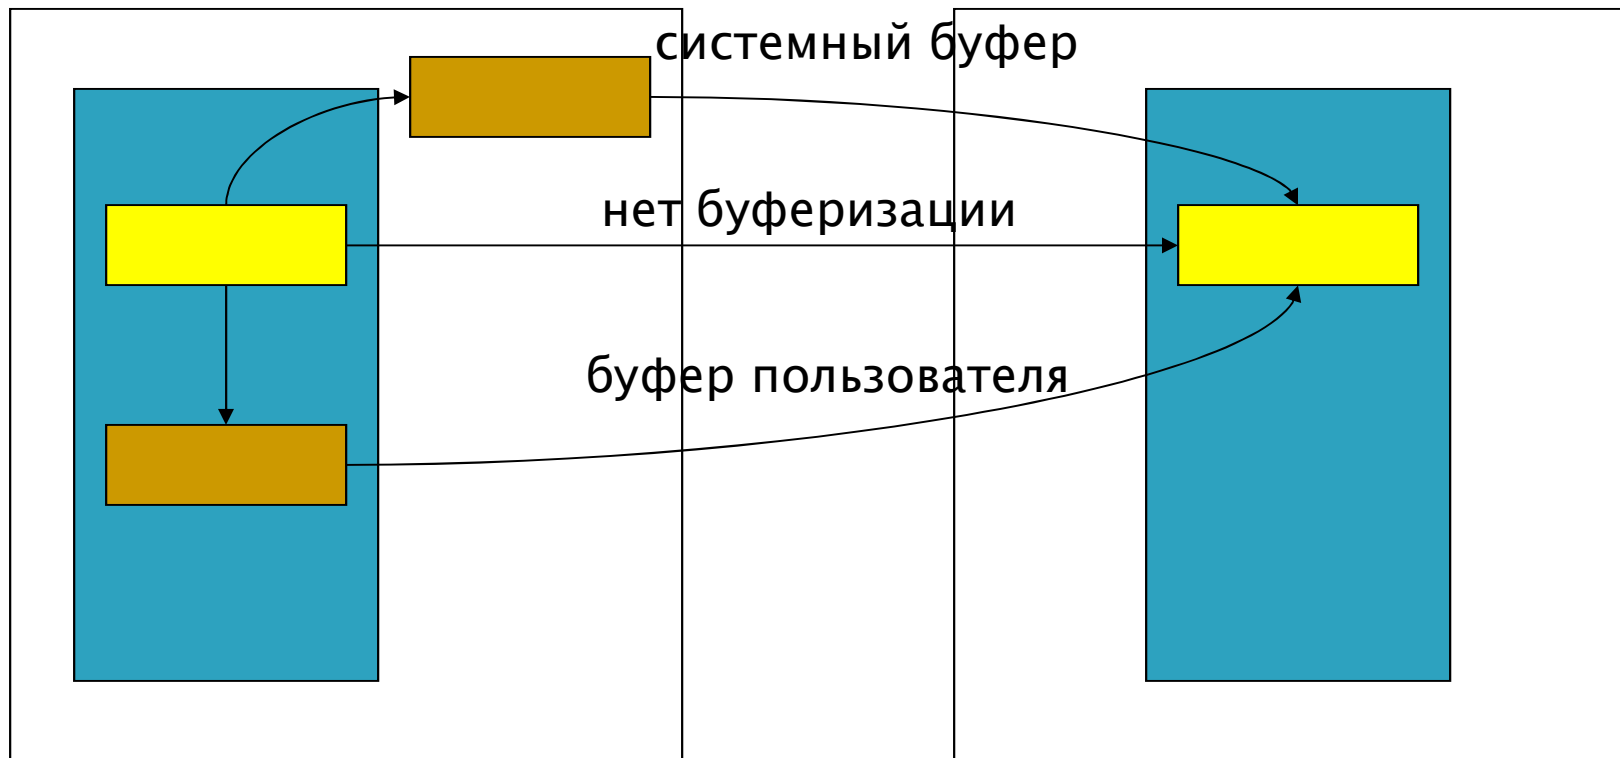 системный буфер
нет буферизации
буфер пользователя